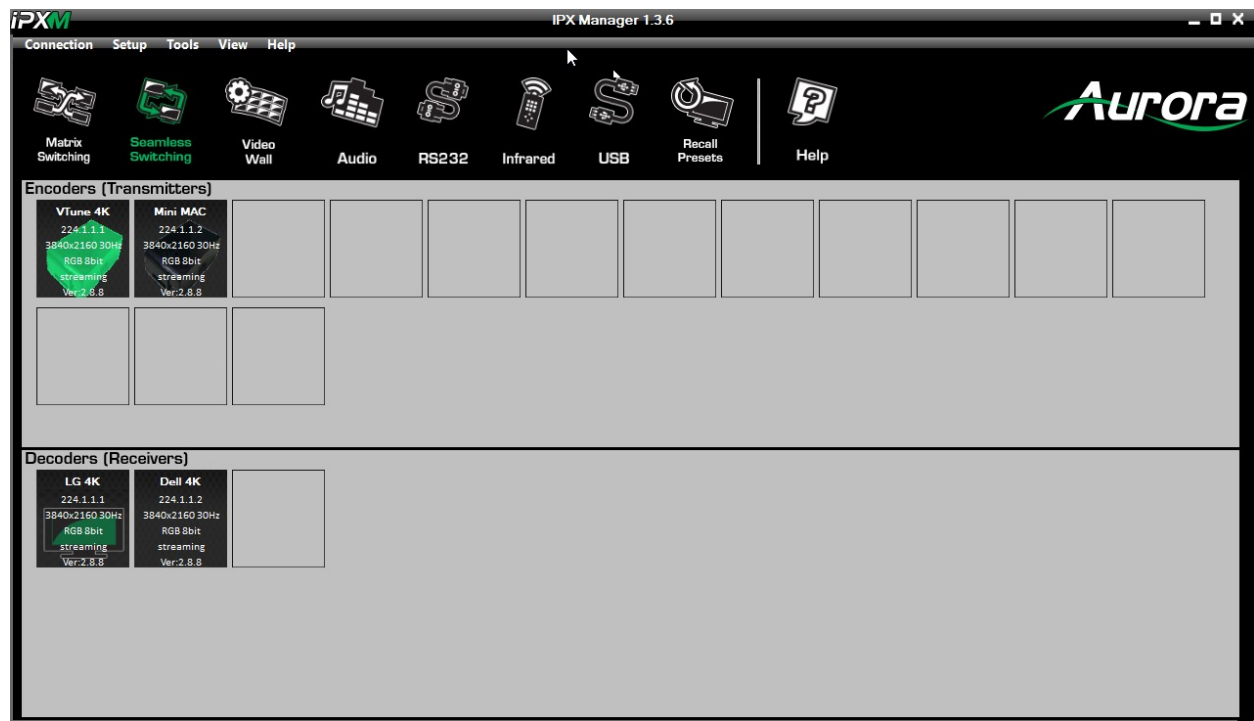 iPXM
IPX Manager 1.3.6
Connection Setup Tools View Help
Matrix
Switching
Seamless
Switching
Video
Wall
Audio
RS232
Infrared
USB
Recall
Presets
Help
Aurora
Encoders (Transmitters)
VTune 4K
224.1.1.1
3840x2160 30Hz
RGB 8bit
streaming
Ver:2.8.8
Mini MAC
224.1.1.2
3840x2160 30Hz
RGB 8bit
streaming
Ver:2.8.8
Decoders (Receivers)
LG 4K
224.1.1.1
3840x2160 30Hz
RGB 8bit
streaming
Ver:2.8.8
Dell 4K
224.1.1.2
3840x2160 30Hz
RGB 8bit
streaming
Ver:2.8.8